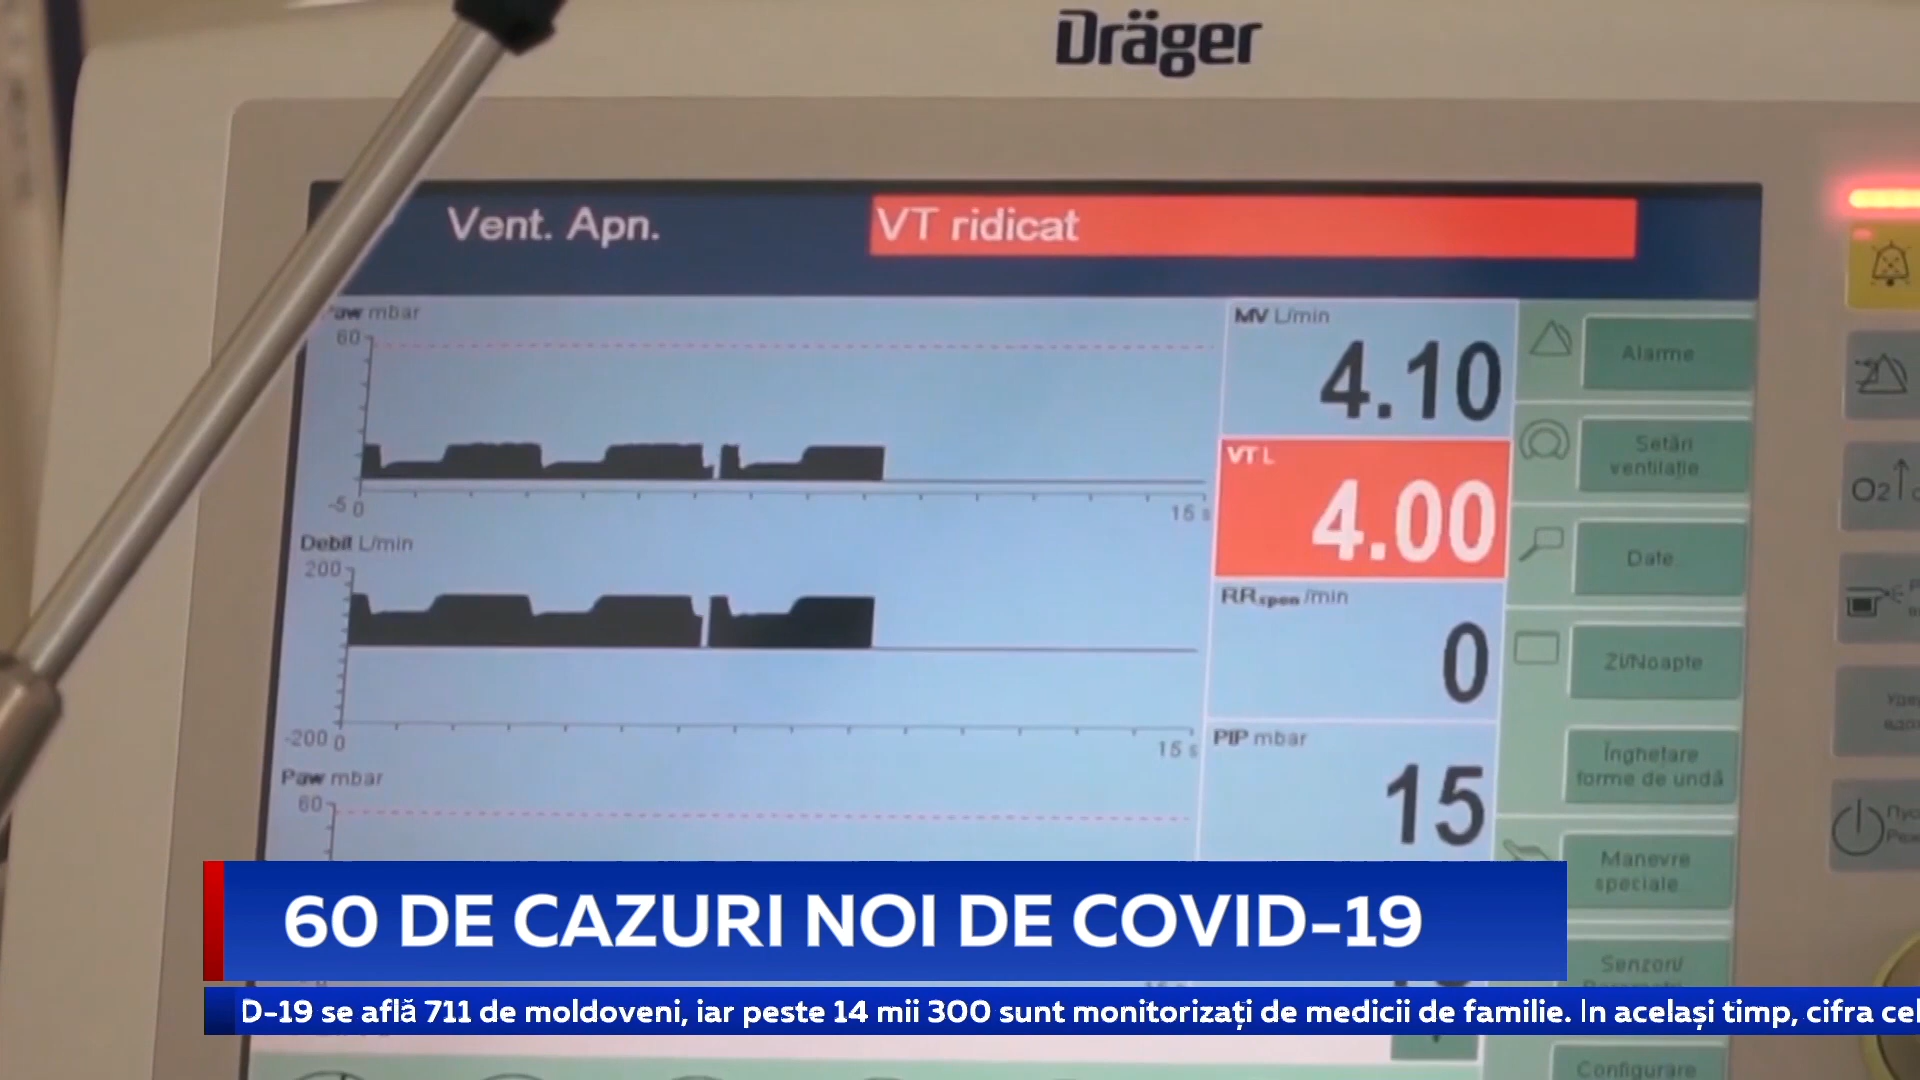 Dräger
Vent. Apn.
VT ridicat
Paw mbar
60
-5 0
15 s
Debit L/min
200
-200 0
15 s
Paw mbar
60
MV L/min
4.10
VT L
4.00
RRspon /min
0
PIP mbar
15
Alarme
Setări
ventilație
Date
Zi/Noapte
Înghețare
forme de undă
Manevre
speciale
Senzori/
Configurare
O2
60 DE CAZURI NOI DE COVID-19
D-19 se află 711 de moldoveni, iar peste 14 mii 300 sunt monitorizați de medicii de familie. In același timp, cifra cel